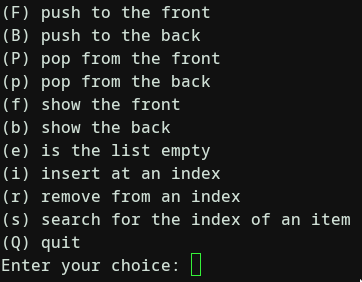 (F) push to the front
(B) push to the back
(P) pop from the front
(p) pop from the back
(f) show the front
(b) show the back
(e) is the list empty
(i) insert at an index
(r) remove from an index
(s) search for the index of an item
(Q) quit
Enter your choice: